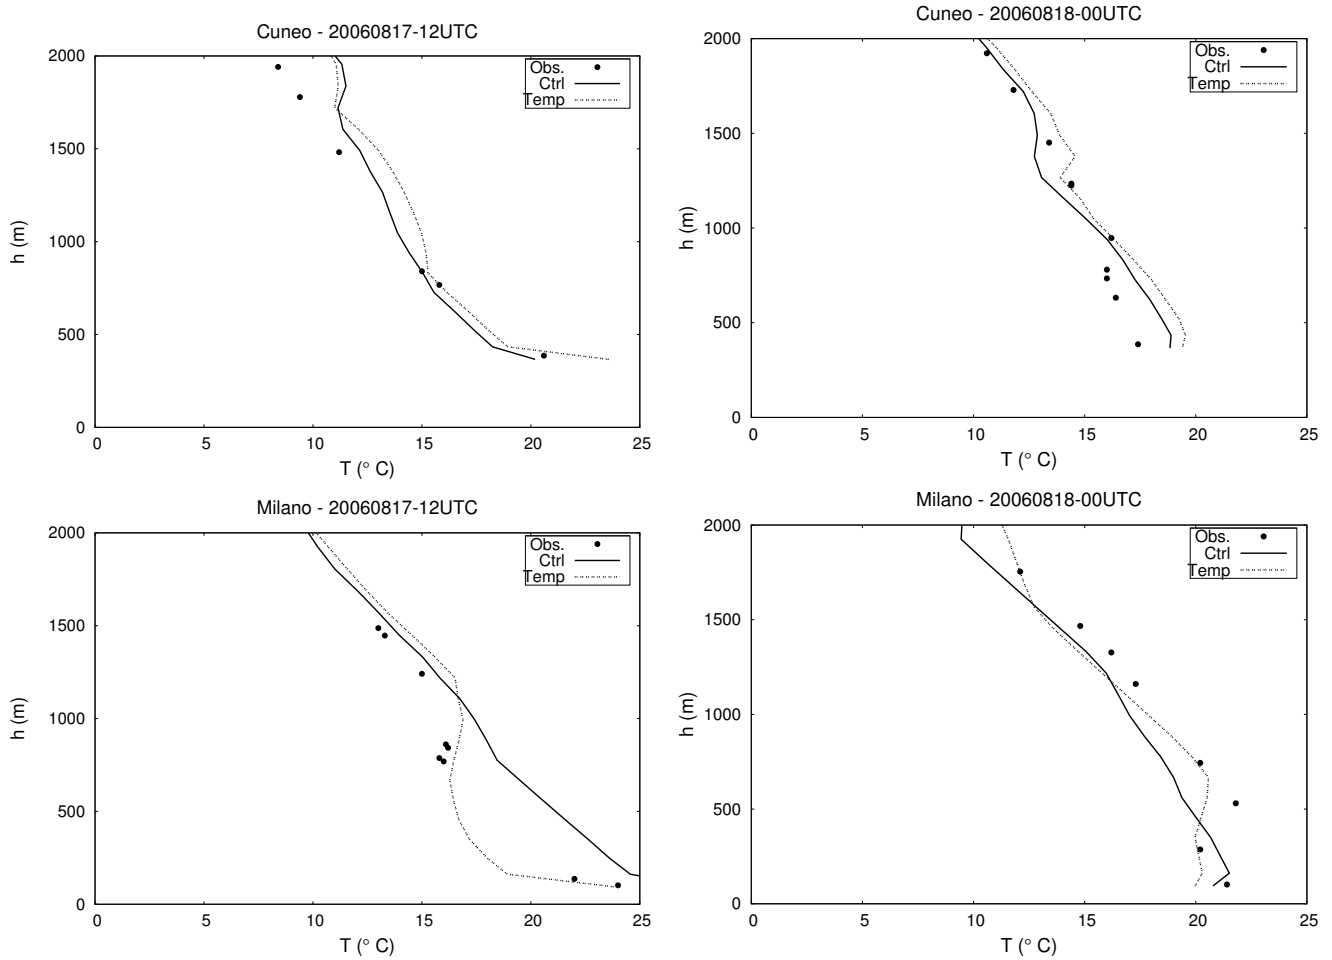 Cuneo - 20060817-12UTC
2000
1500
1000
500
0
h (m)
Obs.
Ctrl
Temp
0 5 10 15 20 25
T (° C)
Cuneo - 20060818-00UTC
2000
1500
1000
500
0
h (m)
Obs.
Ctrl
Temp
0 5 10 15 20 25
T (° C)
Milano - 20060817-12UTC
2000
1500
1000
500
0
h (m)
Obs.
Ctrl
Temp
0 5 10 15 20 25
T (° C)
Milano - 20060818-00UTC
2000
1500
1000
500
0
h (m)
Obs.
Ctrl
Temp
0 5 10 15 20 25
T (° C)